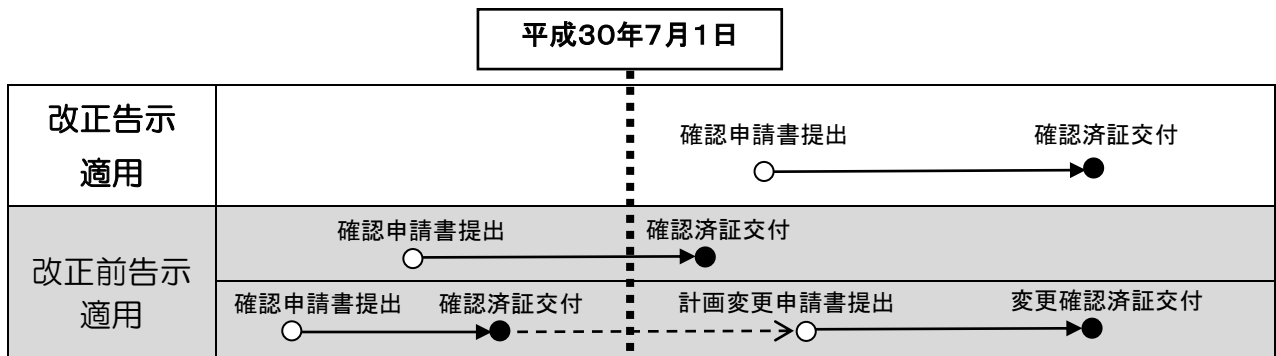 平成30年7月1日
改正告示
適用
確認申請書提出
確認済証交付
改正前告示
適用
確認申請書提出
確認済証交付
確認申請書提出
確認済証交付
計画変更申請書提出
変更確認済証交付